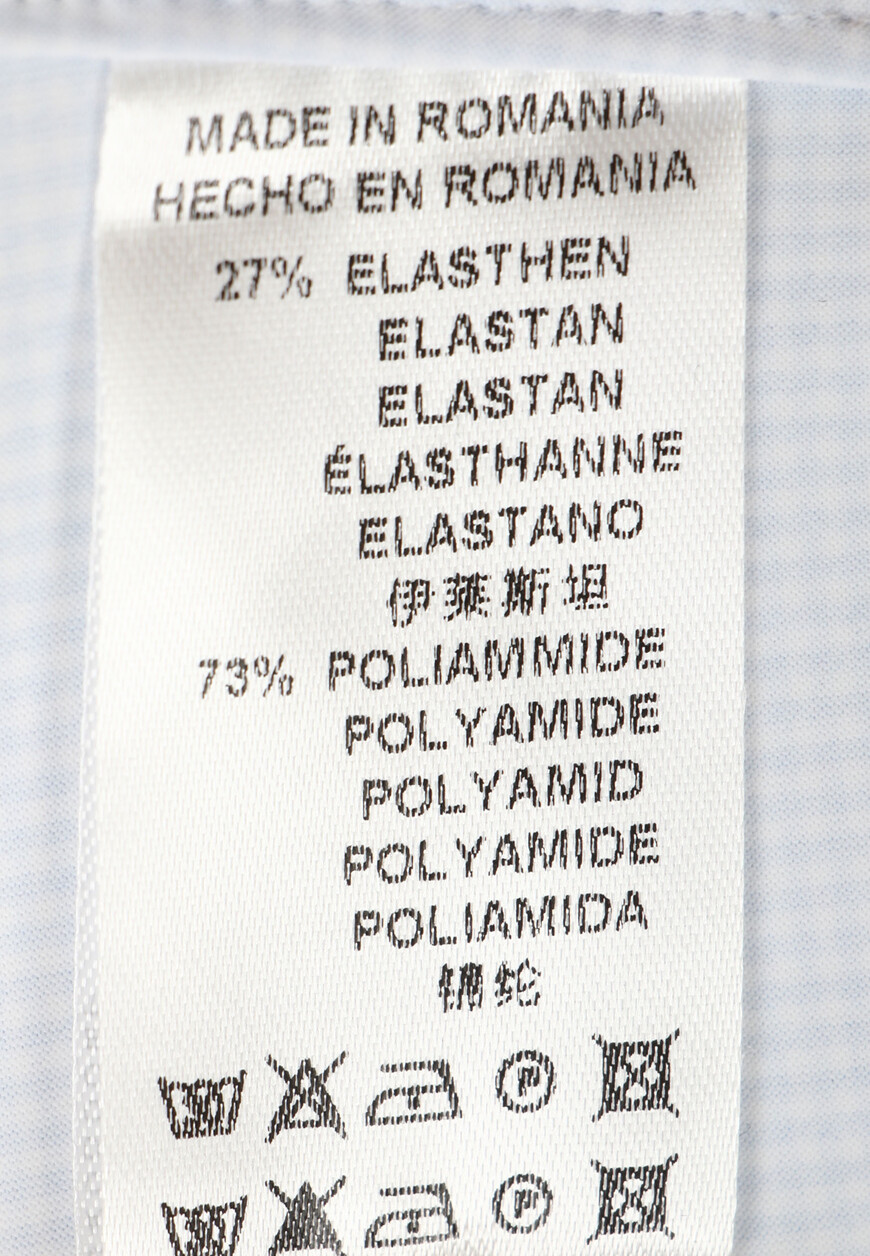 MADE IN ROMANIA
HECHO EN ROMANIA
27% ELASTHEN
ELASTAN
ELASTAN
ÉLASTHANNE
ELASTANO
伊莱斯坦
73% POLIAMMIDE
POLYAMIDE
POLYAMID
POLYAMIDE
POLIAMIDA
锦纶
P
P